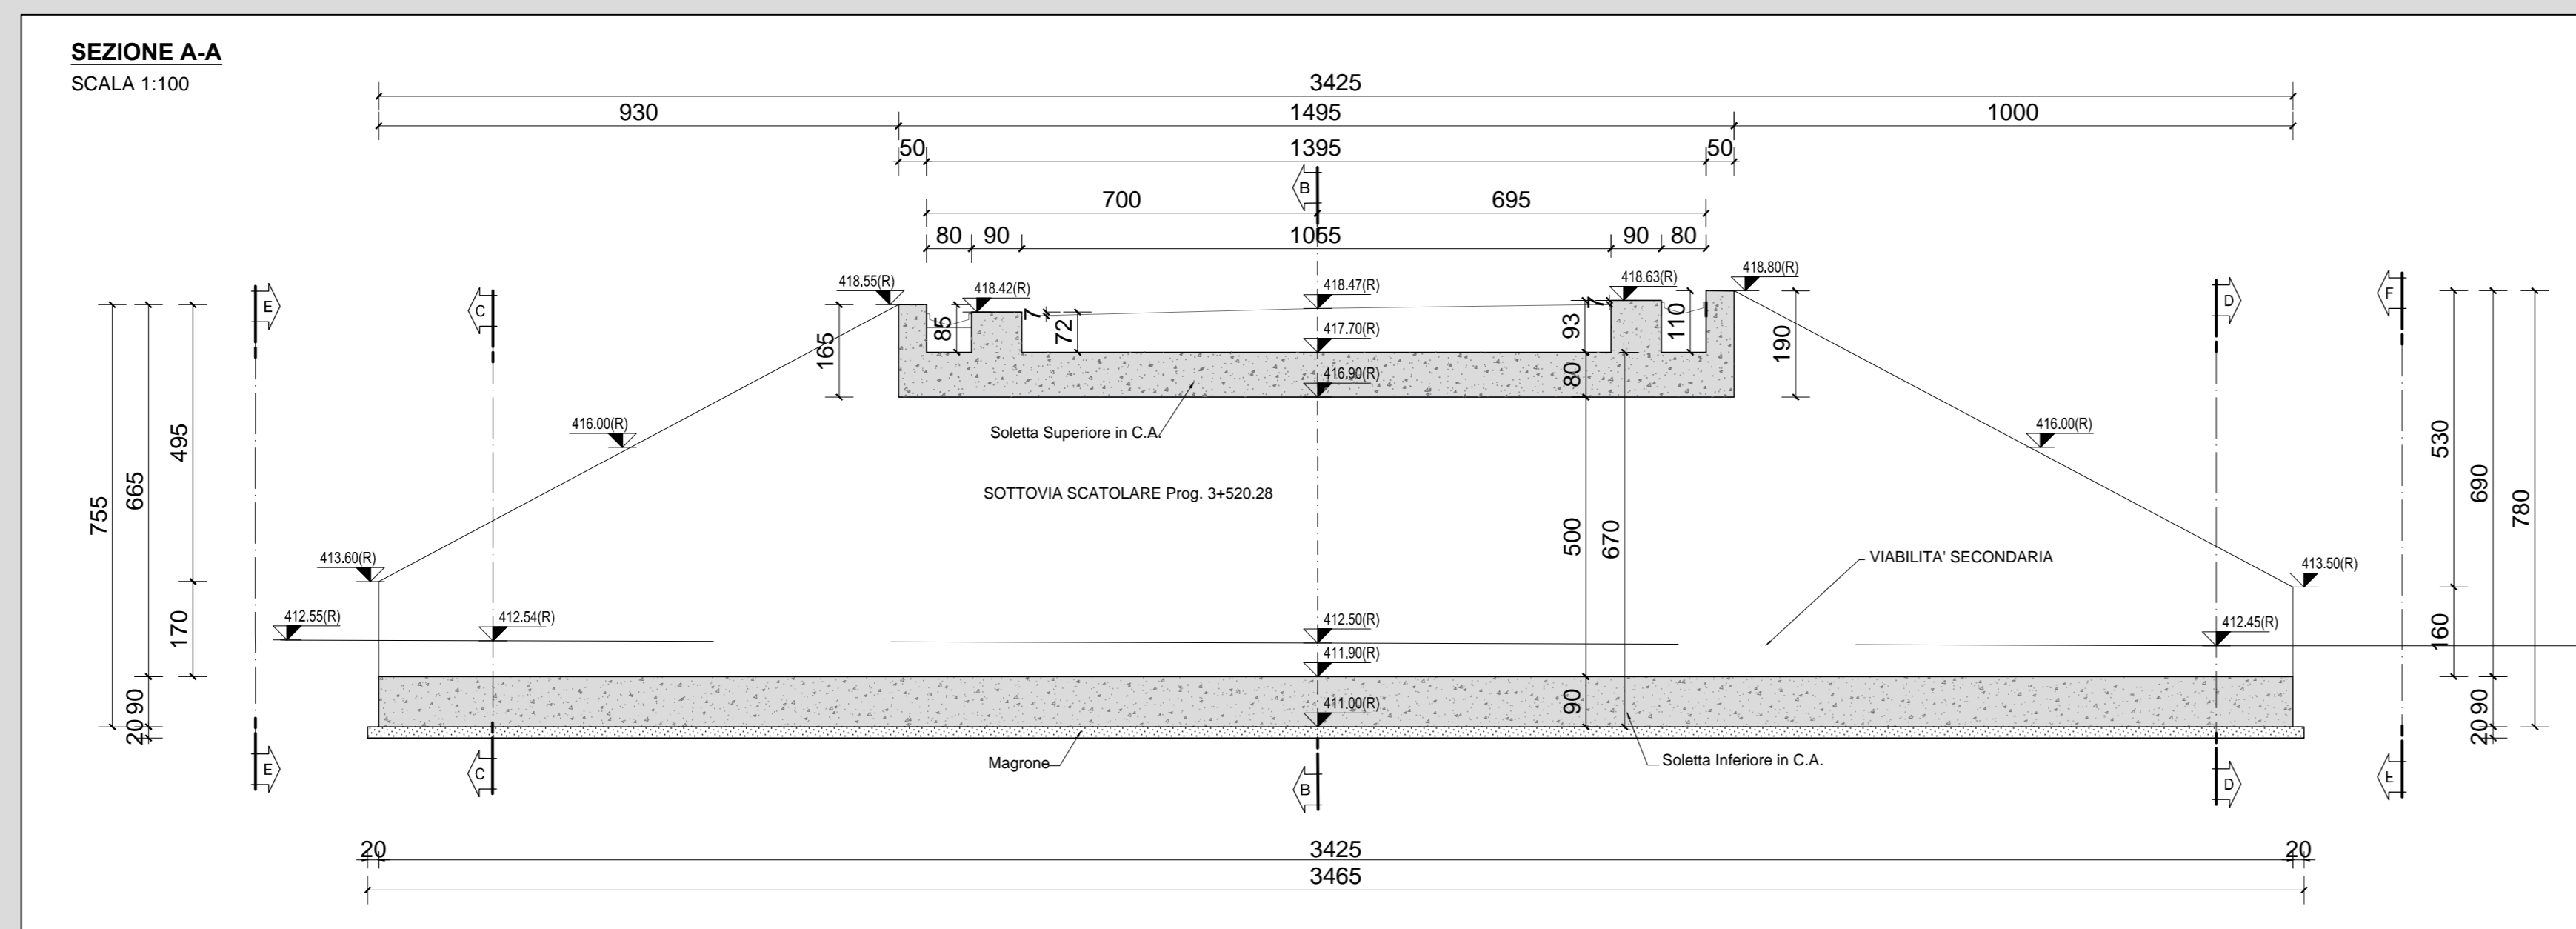 SEZIONE A-A
SCALA 1:100
3425
930 1495 1000
50 1395 50
B
700 695
80 90 1055 90 80
418.55(R) 418.42(R) 418.47(R) 418.63(R) 418.80(R)
E C D F
85 7 72 93 7 110
417.70(R)
165 190
80
416.90(R)
416.00(R) 416.00(R)
Soletta Superiore in C.A.
495 530
665 690
755 780
SOTTOVIA SCATOLARE Prog. 3+520.28
500 670
VIABILITA' SECONDARIA
413.60(R) 413.50(R)
412.55(R) 412.54(R) 412.50(R) 412.45(R)
170 160
411.90(R)
90 90 90
411.00(R)
20 20
Magrone
Soletta Inferiore in C.A.
E C B D F
20 3425 20
3465